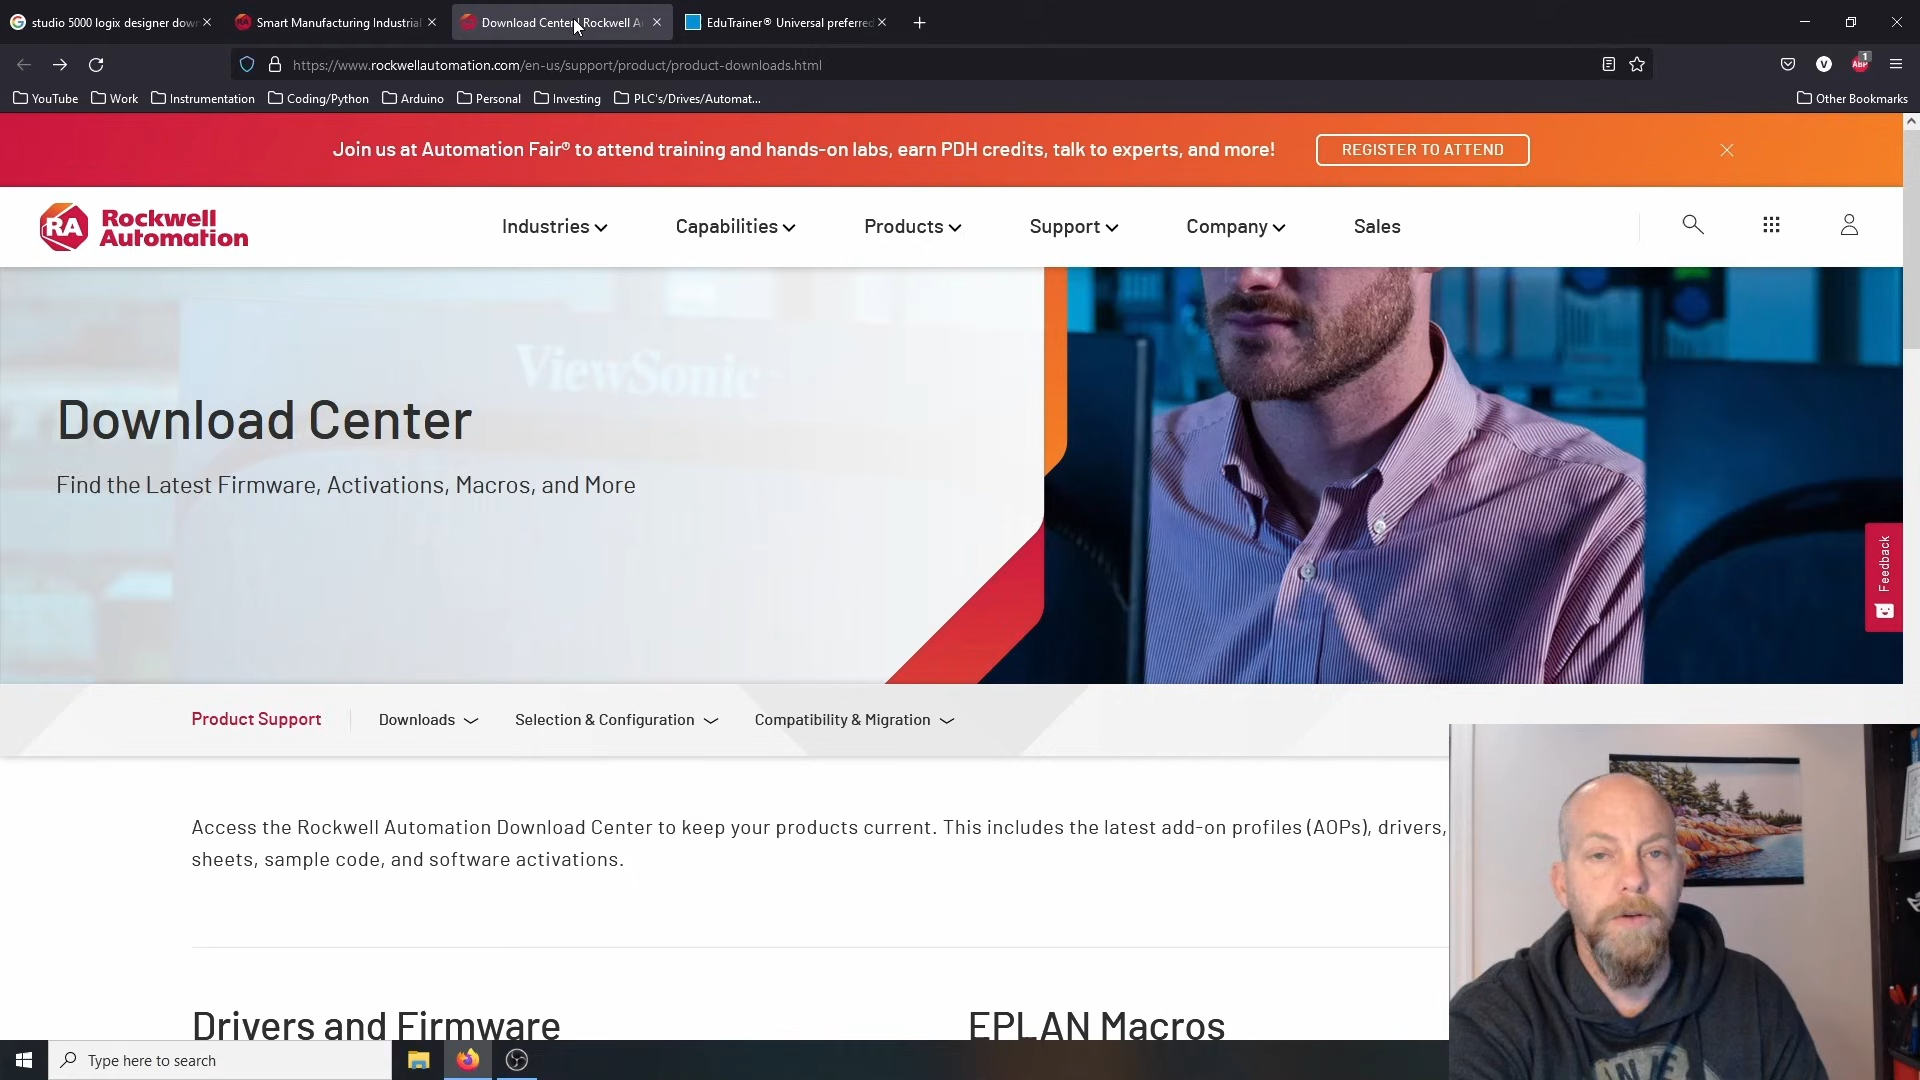 studio 5000 logix designer dow
Smart Manufacturing Industrial
Download Center | Rockwell A
EduTrainer® Universal preferred
https://www.rockwellautomation.com/en-us/support/product/product-downloads.html
V
1
ABP
YouTube
Work
Instrumentation
Coding/Python
Arduino
Personal
Investing
PLC's/Drives/Automat...
Other Bookmarks
Join us at Automation Fair® to attend training and hands-on labs, earn PDH credits, talk to experts, and more!
REGISTER TO ATTEND
RA
Rockwell
Automation
Industries
Capabilities
Products
Support
Company
Sales
ViewSonic
Download Center
Find the Latest Firmware, Activations, Macros, and More
Feedback
Product Support
Downloads
Selection & Configuration
Compatibility & Migration
Access the Rockwell Automation Download Center to keep your products current. This includes the latest add-on profiles (AOPs), drivers,
sheets, sample code, and software activations.
Drivers and Firmware
EPLAN Macros
Type here to search